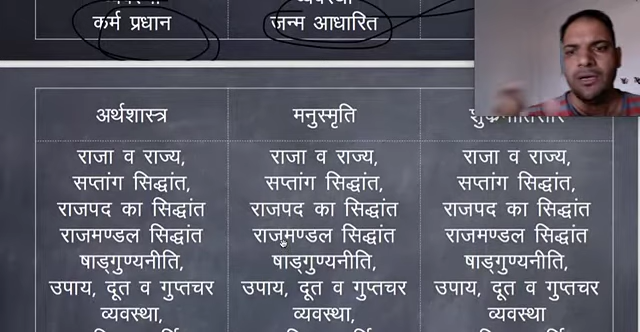 व्यवस्था
कर्म प्रधान जन्म आधारित
अर्थशास्त्र मनुस्मृति
राजा व राज्य, राजा व राज्य, राजा व राज्य,
सप्तांग सिद्धांत, सप्तांग सिद्धांत, सप्तांग सिद्धांत,
राजपद का सिद्धांत राजपद का सिद्धांत राजपद का सिद्धांत
राजमण्डल सिद्धांत राजमण्डल सिद्धांत राजमण्डल सिद्धांत
षाड्गुण्यनीति, षाड्गुण्यनीति, षाड्गुण्यनीति,
उपाय, दूत व गुप्तचर उपाय, दूत व गुप्तचर उपाय, दूत व गुप्तचर
व्यवस्था, व्यवस्था, व्यवस्था